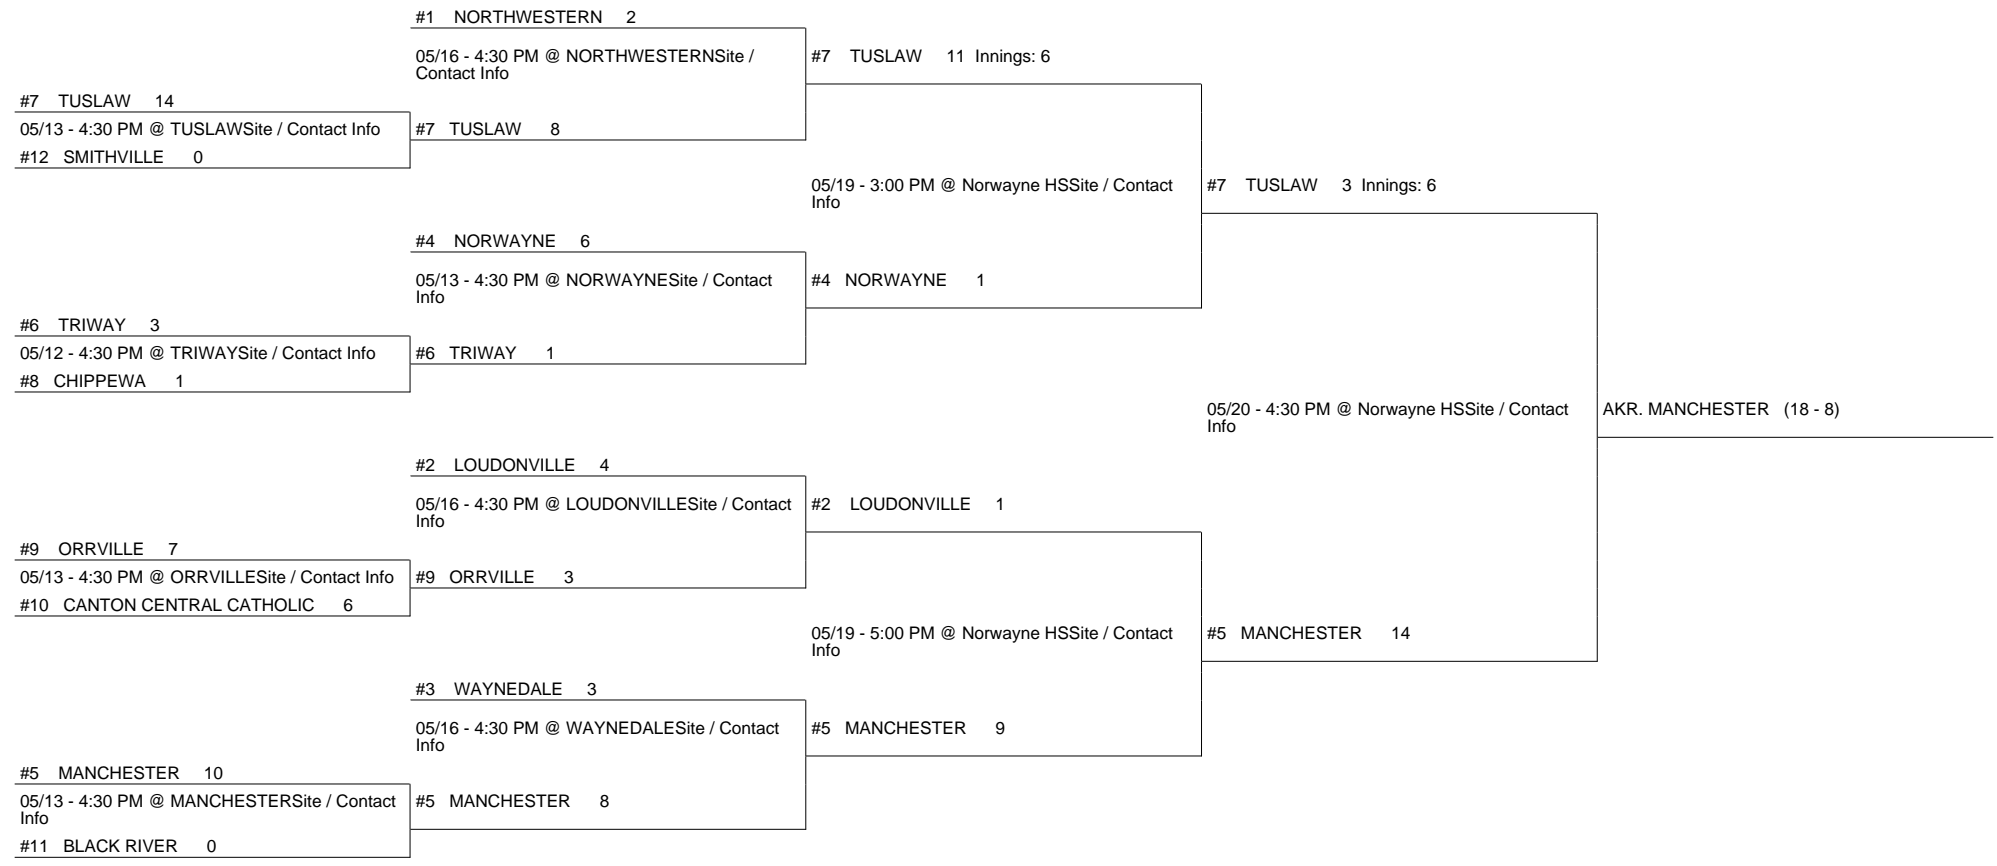 #1 NORTHWESTERN 2
05/16 - 4:30 PM @ NORTHWESTERNSite /
Contact Info
#7 TUSLAW 11 Innings: 6
#7 TUSLAW 14
05/13 - 4:30 PM @ TUSLAWSite / Contact Info
#12 SMITHVILLE 0
#7 TUSLAW 8
05/19 - 3:00 PM @ Norwayne HSSite / Contact
Info
#7 TUSLAW 3 Innings: 6
#4 NORWAYNE 6
05/13 - 4:30 PM @ NORWAYNESite / Contact
Info
#4 NORWAYNE 1
#6 TRIWAY 3
05/12 - 4:30 PM @ TRIWAYSite / Contact Info
#8 CHIPPEWA 1
#6 TRIWAY 1
05/20 - 4:30 PM @ Norwayne HSSite / Contact
Info
AKR. MANCHESTER (18 - 8)
#2 LOUDONVILLE 4
05/16 - 4:30 PM @ LOUDONVILLESite / Contact
Info
#2 LOUDONVILLE 1
#9 ORRVILLE 7
05/13 - 4:30 PM @ ORRVILLESite / Contact Info
#10 CANTON CENTRAL CATHOLIC 6
#9 ORRVILLE 3
05/19 - 5:00 PM @ Norwayne HSSite / Contact
Info
#5 MANCHESTER 14
#3 WAYNEDALE 3
05/16 - 4:30 PM @ WAYNEDALESite / Contact
Info
#5 MANCHESTER 9
#5 MANCHESTER 10
05/13 - 4:30 PM @ MANCHESTERSite / Contact
Info
#11 BLACK RIVER 0
#5 MANCHESTER 8